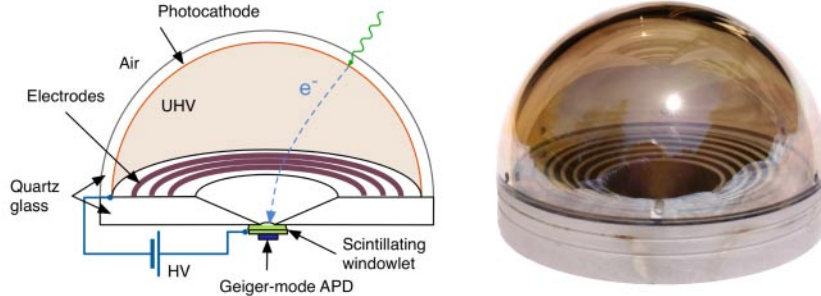 Photocathode
Air
Electrodes
UHV
e⁻
Quartz
glass
HV
Scintillating
windowlet
Geiger-mode APD